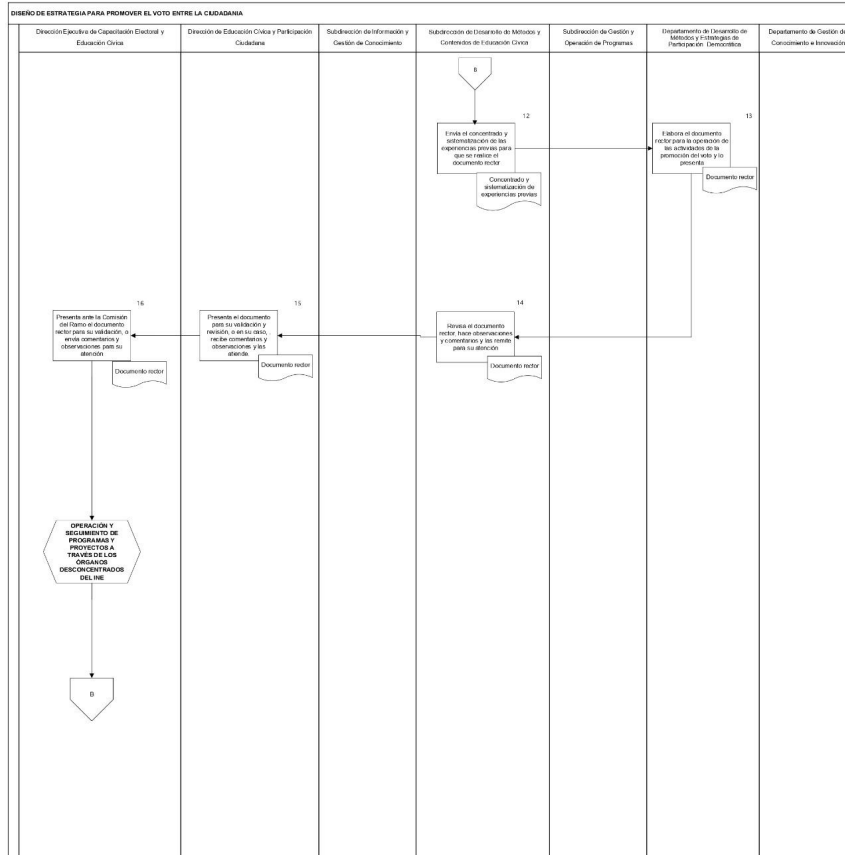 DISEÑO DE ESTRATEGIA PARA PROMOVER EL VOTO ENTRE LA CIUDADANIA
Dirección Ejecutiva de Capacitación Electoral y
Educación Cívica
Dirección de Educación Cívica y Participación
Ciudadana
Subdirección de Información y
Gestión de Conocimiento
Subdirección de Desarrollo de Métodos y
Contenidos de Educación Cívica
Subdirección de Gestión y
Operación de Programas
Departamento de Desarrollo de
Métodos y Estrategias de
Participación Democrática
Departamento de Gestión de
Conocimiento e Innovación
B
12
Envía el concentrado y
sistematización de las
experiencias previas para
que se realice el
documento rector
Concentrado y
sistematización de
experiencias previas
13
Elabora el documento
rector para la operación de
las actividades de la
promoción del voto y lo
presenta
Documento rector
16
Presenta ante la Comisión
del Ramo el documento
rector para su validación, o
envía comentarios y
observaciones para su
atención
Documento rector
15
Presenta el documento
para su validación y
revisión, o en su caso,
recibe comentarios y
observaciones y las
atiende.
Documento rector
14
Revisa el documento
rector, hace observaciones
y comentarios y las remite
para su atención
Documento rector
OPERACIÓN Y
SEGUIMIENTO DE
PROGRAMAS Y
PROYECTOS A
TRAVÉS DE LOS
ÓRGANOS
DESCONCENTRADOS
DEL INE
B